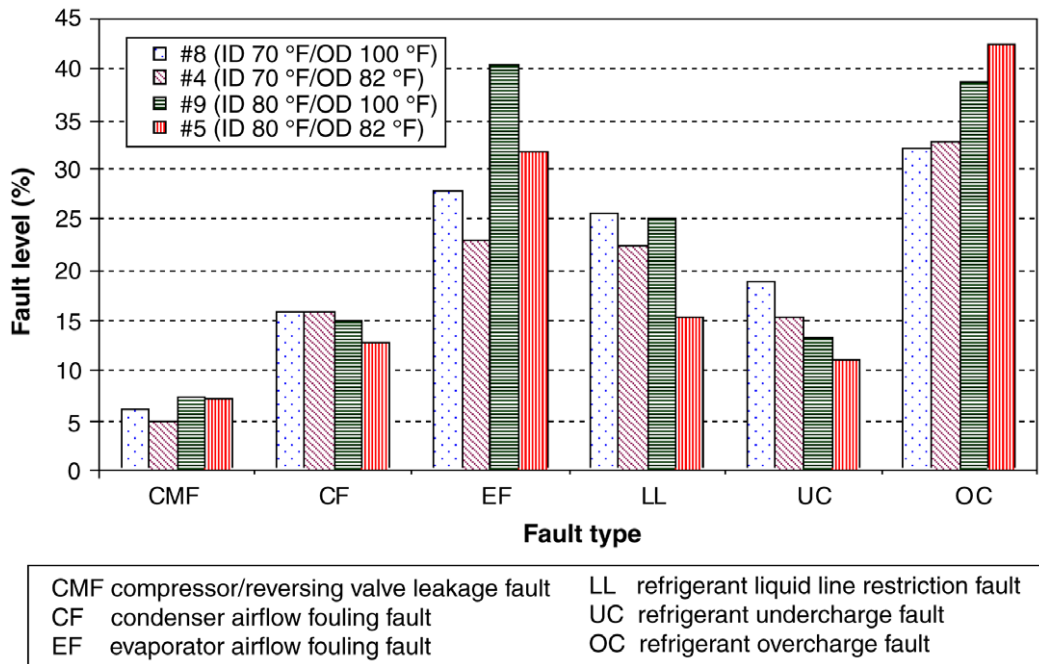 45
40
35
30
25
20
15
10
5
0
Fault level (%)
#8 (ID 70 °F/OD 100 °F)
#4 (ID 70 °F/OD 82 °F)
#9 (ID 80 °F/OD 100 °F)
#5 (ID 80 °F/OD 82 °F)
CMF CF EF LL UC OC
Fault type
CMF compressor/reversing valve leakage fault
CF condenser airflow fouling fault
EF evaporator airflow fouling fault
LL refrigerant liquid line restriction fault
UC refrigerant undercharge fault
OC refrigerant overcharge fault